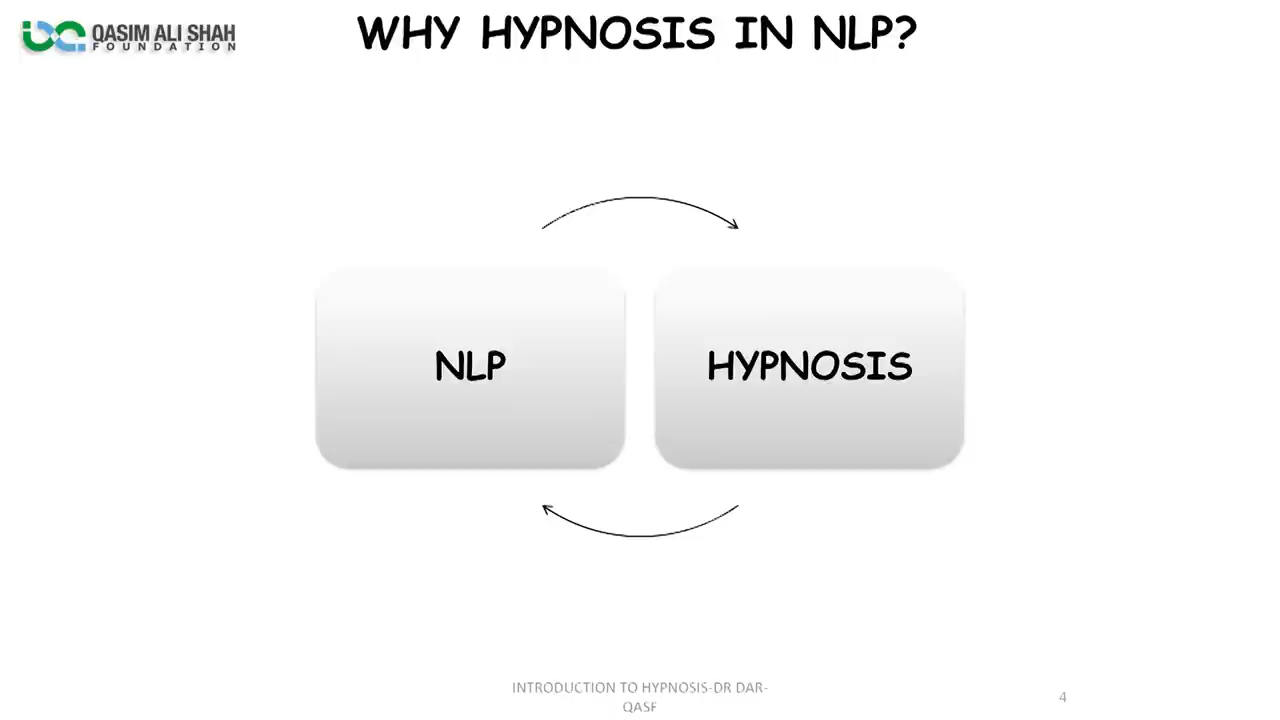 QASIM ALI SHAH
FOUNDATION
WHY HYPNOSIS IN NLP?
NLP
HYPNOSIS
INTRODUCTION TO HYPNOSIS-DR DAR-
QASF
4